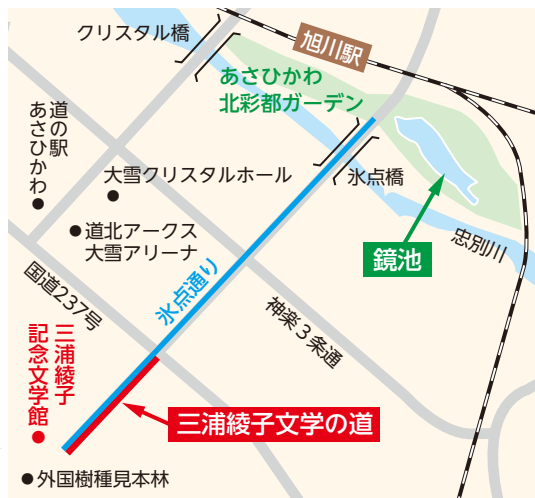 クリスタル橋
旭川駅
あさひかわ
北彩都ガーデン
道の駅
あさひかわ
大雪クリスタルホール
氷点橋
道北アークス
大雪アリーナ
忠別川
鏡池
国道237号
氷点通り
神楽3条通
三浦綾子
記念文学館
三浦綾子文学の道
外国樹種見本林